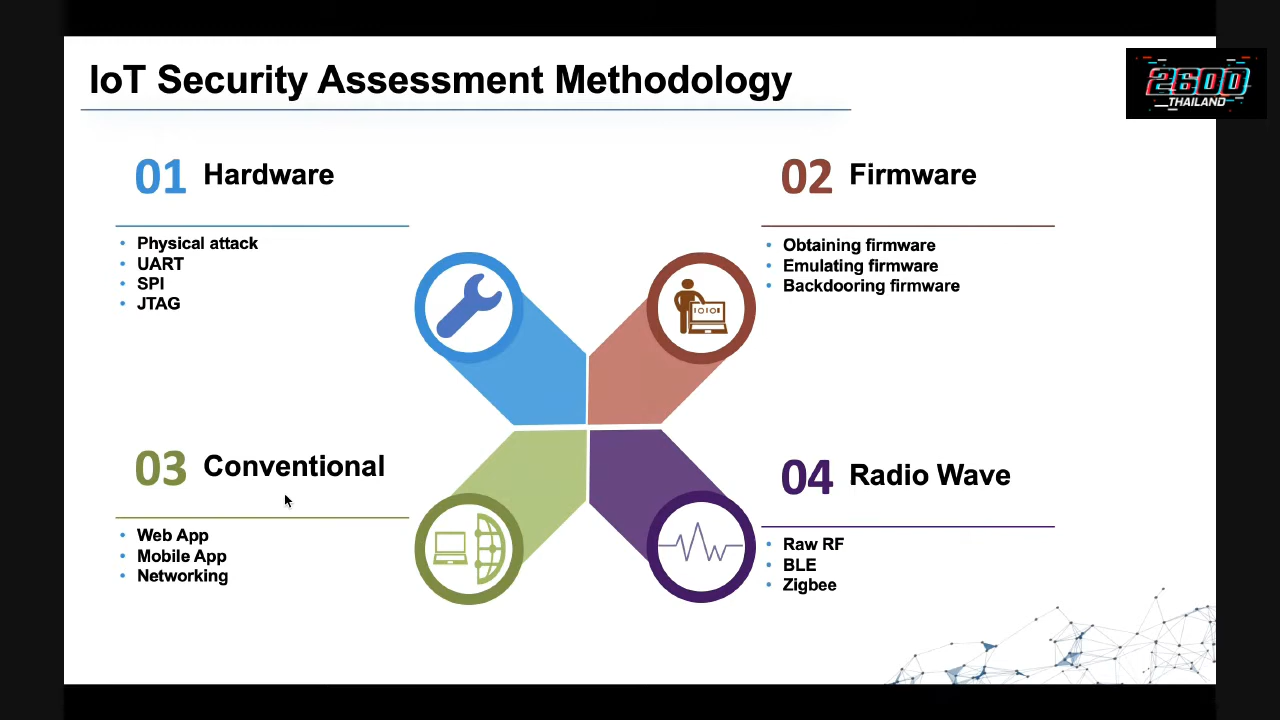 IoT Security Assessment Methodology
2600
THAILAND
01 Hardware
Physical attack
UART
SPI
JTAG
02 Firmware
Obtaining firmware
Emulating firmware
Backdooring firmware
IOIOI
03 Conventional
Web App
Mobile App
Networking
04 Radio Wave
Raw RF
BLE
Zigbee